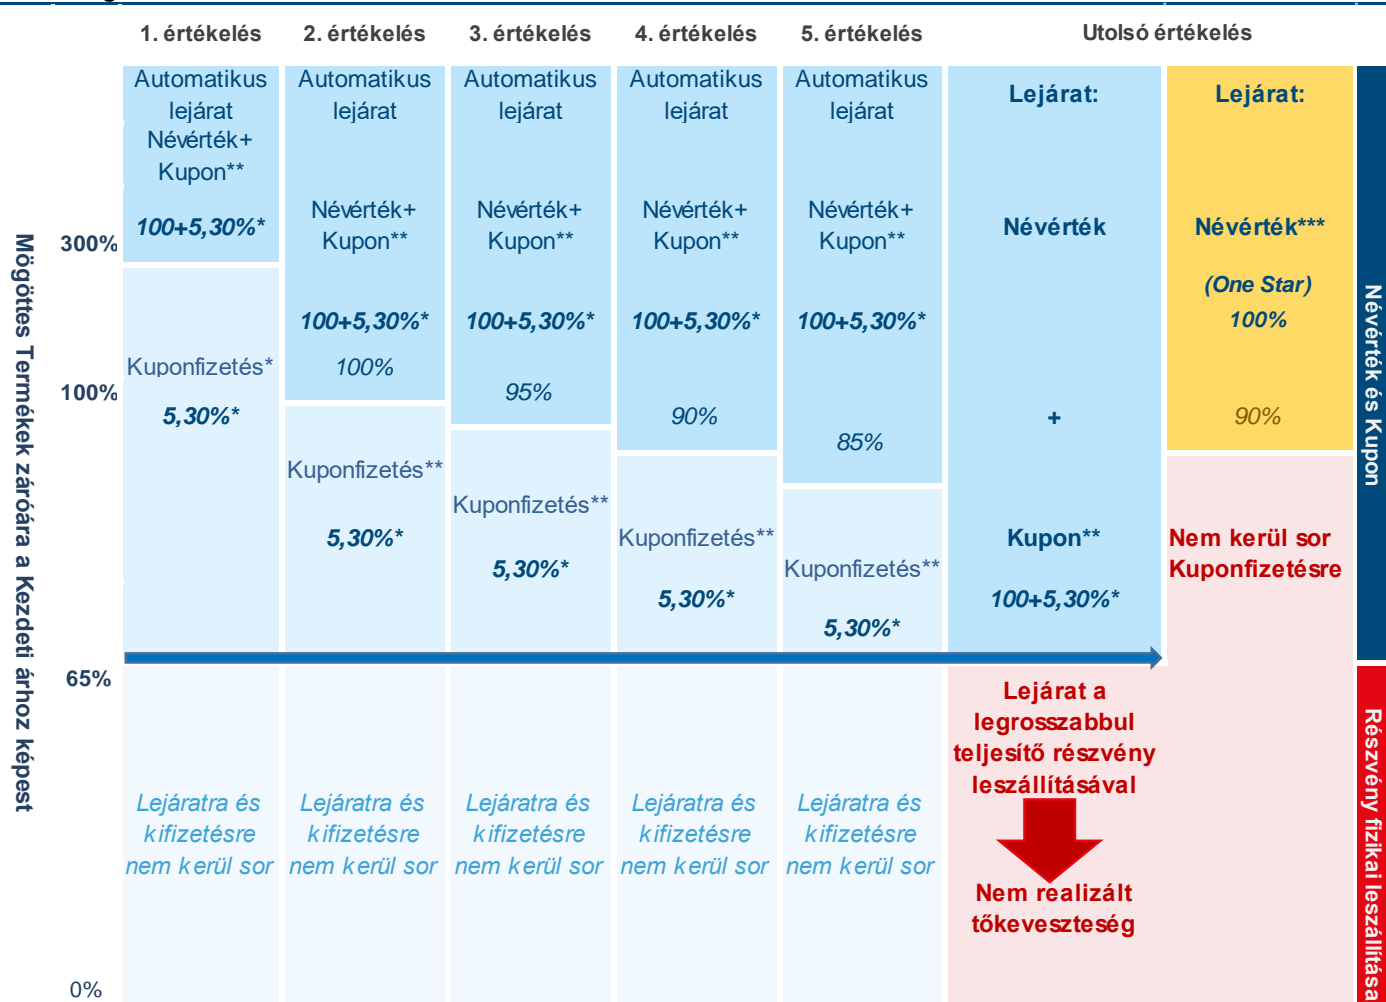 1. értékelés
2. értékelés
3. értékelés
4. értékelés
5. értékelés
Utolsó értékelés
Mögöttes Termékek záróára a Kezdeti árhoz képest
300%
100%
65%
0%
Automatikus
lejárat
Névérték+
Kupon**
100+5,30%*
Kuponfizetés*
5,30%*
Lejáratra és
kifizetésre
nem kerül sor
Automatikus
lejárat
Névérték+
Kupon**
100+5,30%*
100%
Kuponfizetés**
5,30%*
Lejáratra és
kifizetésre
nem kerül sor
Automatikus
lejárat
Névérték+
Kupon**
100+5,30%*
95%
Kuponfizetés**
5,30%*
Lejáratra és
kifizetésre
nem kerül sor
Automatikus
lejárat
Névérték+
Kupon**
100+5,30%*
90%
Kuponfizetés**
5,30%*
Lejáratra és
kifizetésre
nem kerül sor
Automatikus
lejárat
Névérték+
Kupon**
100+5,30%*
85%
Kuponfizetés**
5,30%*
Lejáratra és
kifizetésre
nem kerül sor
Lejárat:
Névérték
+
Kupon**
100+5,30%*
Lejárat a
legrosszabbul
teljesítő részvény
leszállításával
Nem realizált
tőkeveszteség
Lejárat:
Névérték***
(One Star)
100%
90%
Nem kerül sor
Kuponfizetésre
Névérték és Kupon
Részvény fizikai leszállítása